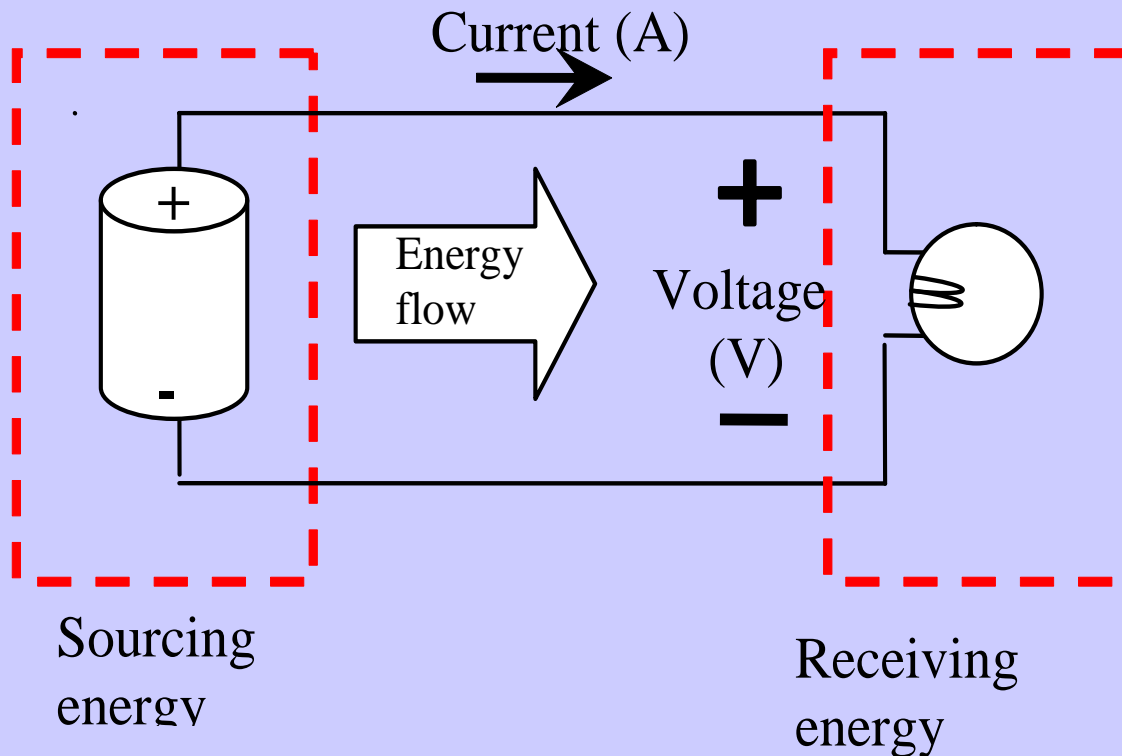 Current (A)
+
+
Energy
flow
Voltage
(V)
-
–
Sourcing
energy
Receiving
energy